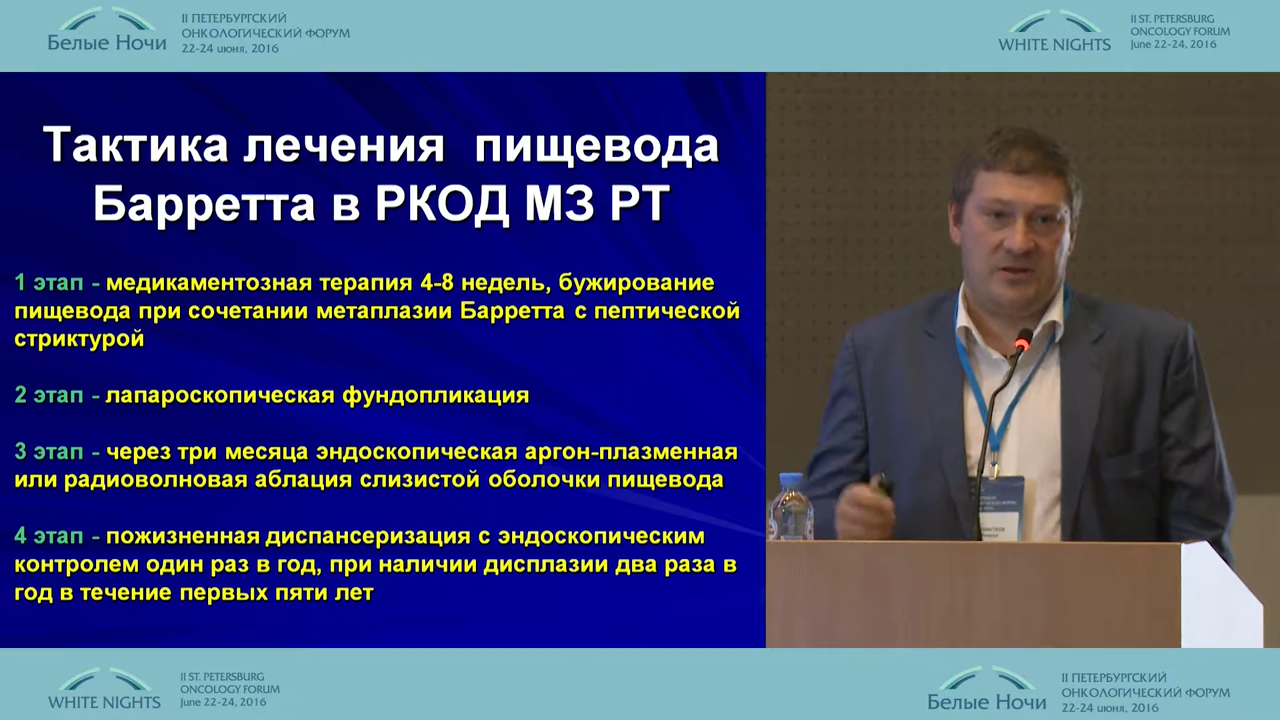 Белые Ночи
II ПЕТЕРБУРГСКИЙ
ОНКОЛОГИЧЕСКИЙ ФОРУМ
22-24 июня, 2016
WHITE NIGHTS
II ST. PETERSBURG
ONCOLOGY FORUM
June 22-24, 2016
Тактика лечения пищевода
Барретта в РКОД МЗ РТ
1 этап - медикаментозная терапия 4-8 недель, бужирование
пищевода при сочетании метаплазии Барретта с пептической
стриктурой
2 этап - лапароскопическая фундопликация
3 этап - через три месяца эндоскопическая аргон-плазменная
или радиоволновая аблация слизистой оболочки пищевода
4 этап - пожизненная диспансеризация с эндоскопическим
контролем один раз в год, при наличии дисплазии два раза в
год в течение первых пяти лет
WHITE NIGHTS
II ST. PETERSBURG
ONCOLOGY FORUM
June 22-24, 2016
Белые Ночи
II ПЕТЕРБУРГСКИЙ
ОНКОЛОГИЧЕСКИЙ ФОРУМ
22-24 июня, 2016